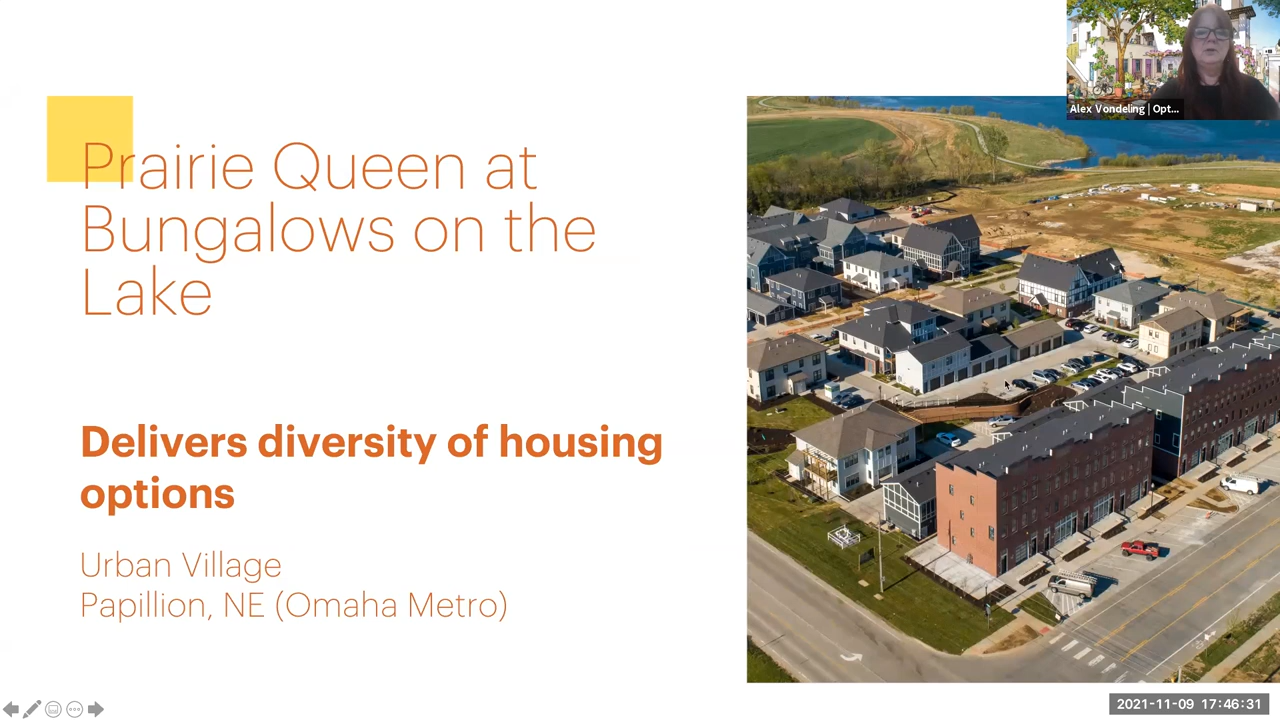 Alex Vondeling | Opt...
Prairie Queen at
Bungalows on the
Lake
Delivers diversity of housing
options
Urban Village
Papillion, NE (Omaha Metro)
2021-11-09 17:46:31